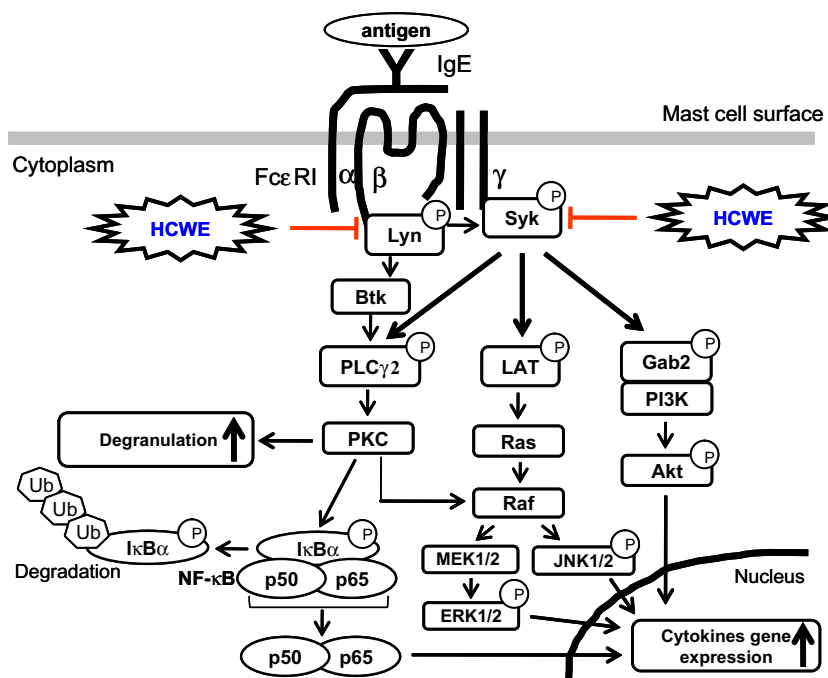 antigen
IgE
Mast cell surface
Cytoplasm
FcεRI
α
β
γ
HCWE
Lyn
P
Syk
P
HCWE
Btk
PLCγ2
P
LAT
P
Gab2
P
PI3K
Degranulation
PKC
Ras
Akt
P
Raf
Ub
Ub
Ub
IκBα
P
IκBα
P
MEK1/2
JNK1/2
P
Degradation
NF-κB
p50
p65
ERK1/2
P
Nucleus
p50
p65
Cytokines gene
expression